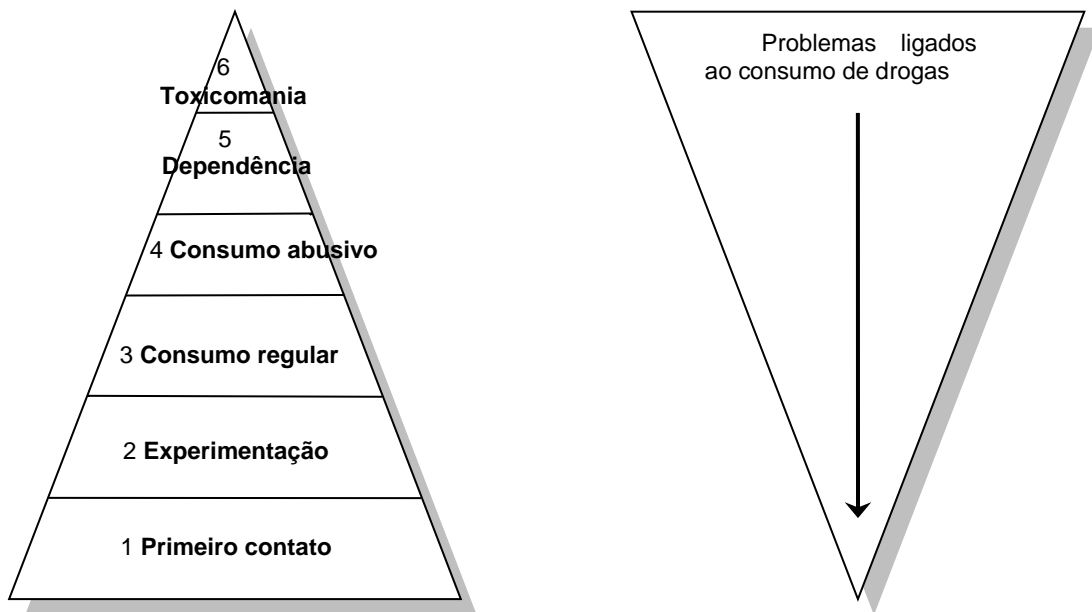 6
Toxicomania
5
Dependência
4 Consumo abusivo
3 Consumo regular
2 Experimentação
1 Primeiro contato
Problemas ligados
ao consumo de drogas